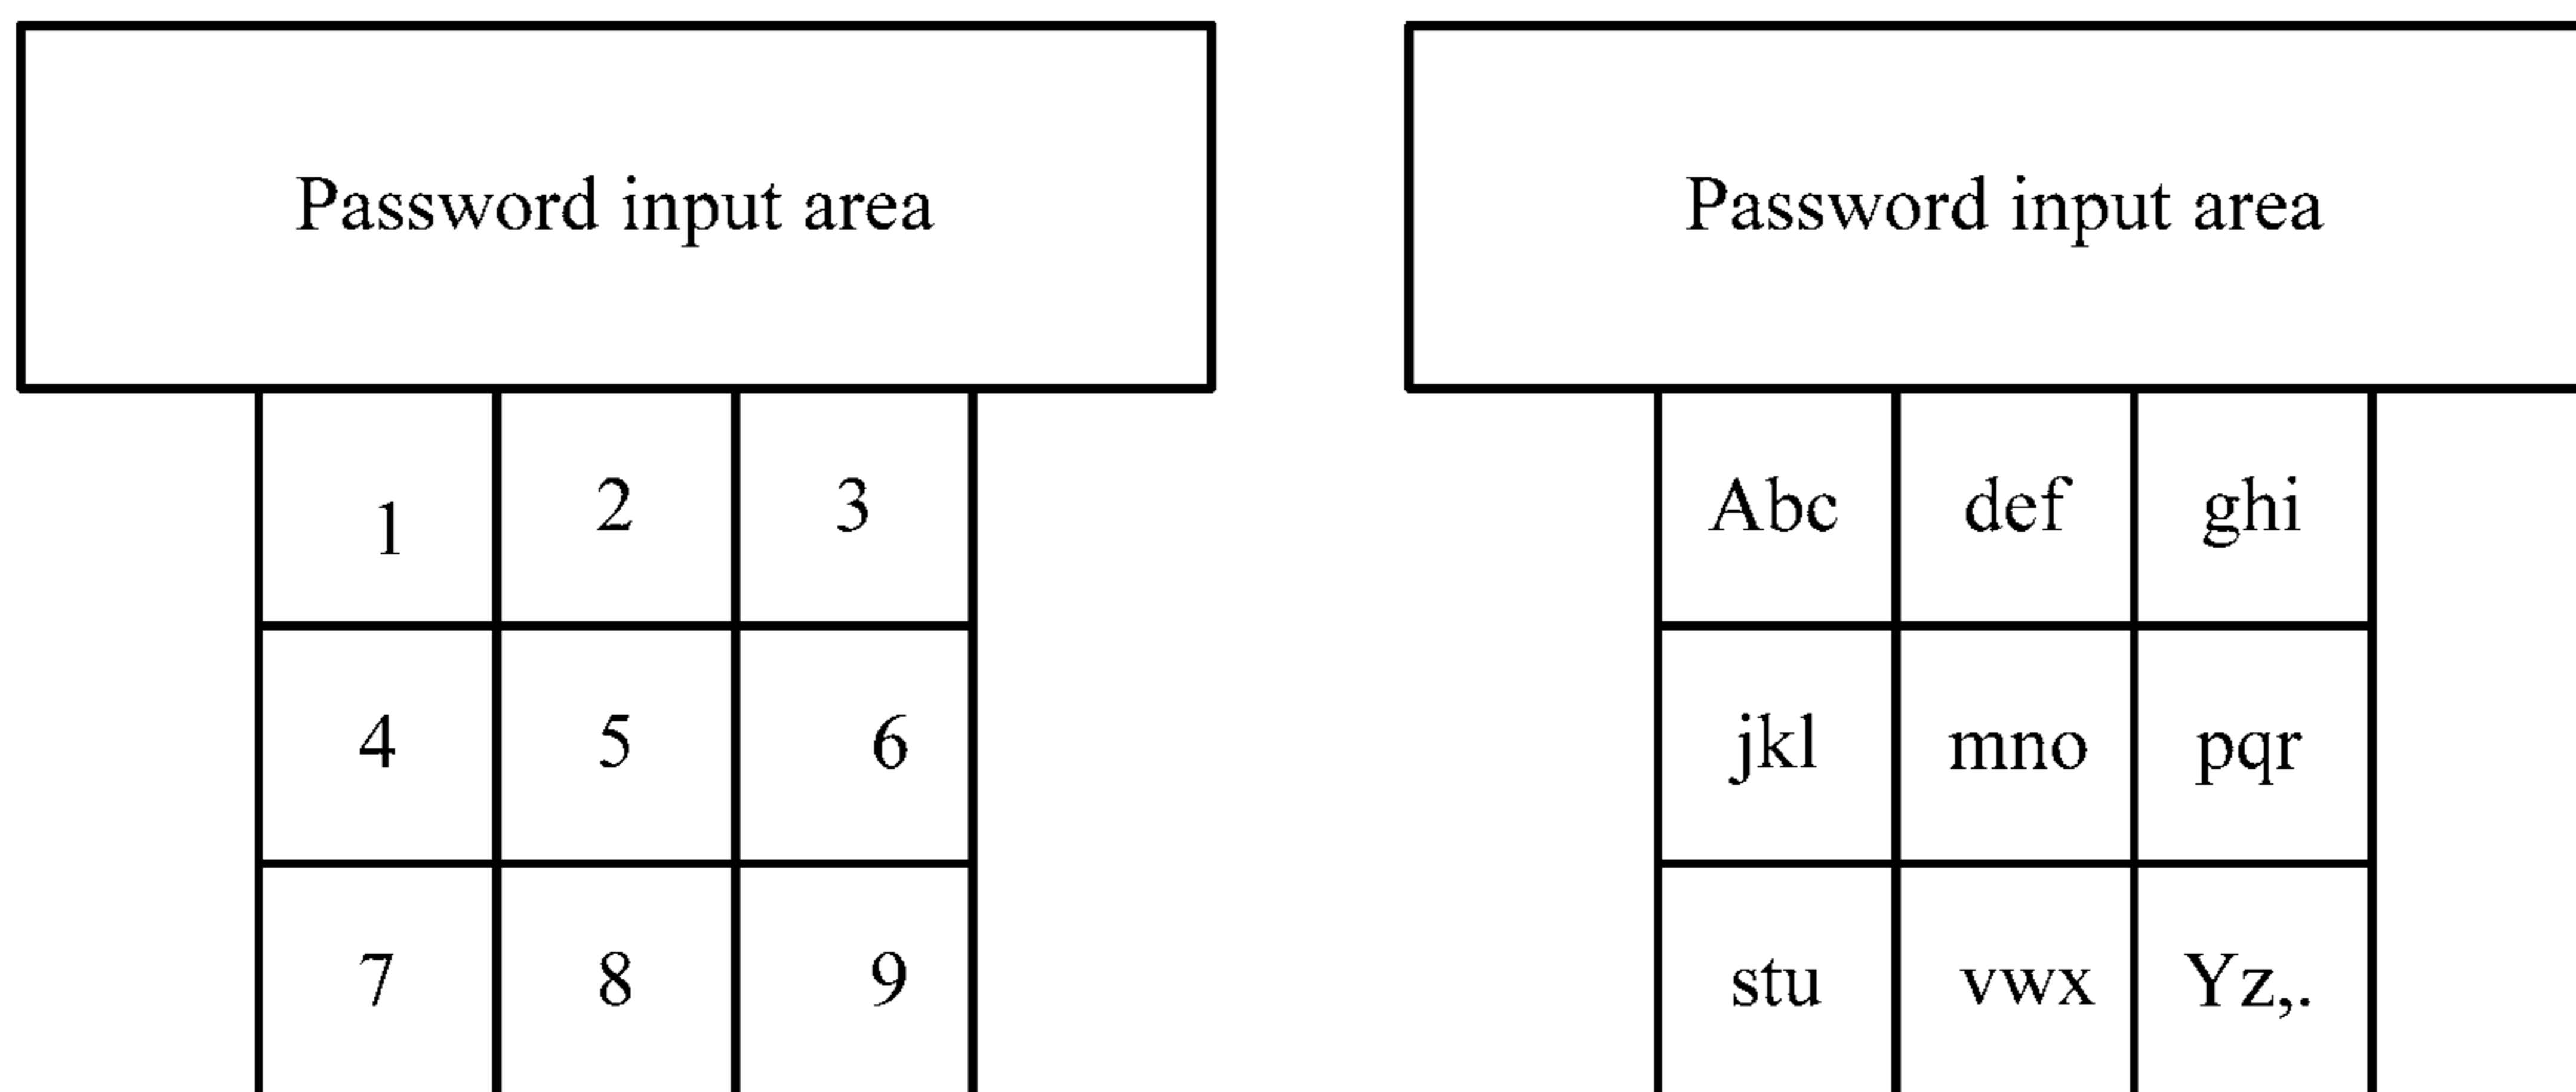 Password input area
1 2 3
4 5 6
7 8 9
Password input area
Abc def ghi
jkl mno pqr
stu vwx Yz,.